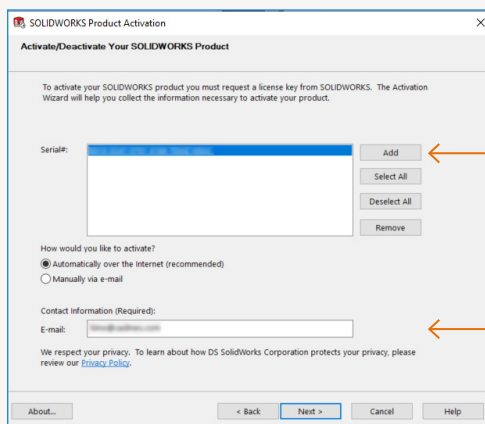 SOLIDWORKS Product Activation
Activate/Deactivate Your SOLIDWORKS Product
To activate your SOLIDWORKS product you must request a license key from SOLIDWORKS. The Activation
Wizard will help you collect the information necessary to activate your product.
Serial#:
Add
Select All
Deselect All
Remove
How would you like to activate?
Automatically over the Internet (recommended)
Manually via e-mail
Contact Information (Required):
E-mail:
We respect your privacy. To learn about how DS SolidWorks Corporation protects your privacy, please
review our Privacy Policy.
About... < Back Next > Cancel Help